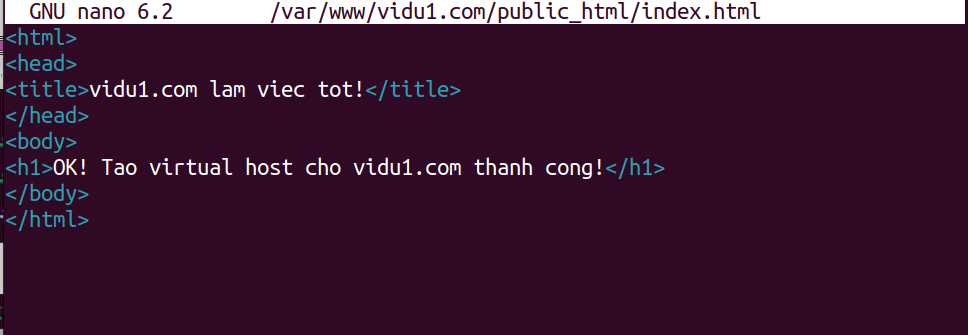 GNU nano 6.2 /var/www/vidu1.com/public_html/index.html
<html>
<head>
<title>vidu1.com lam viec tot!</title>
</head>
<body>
<h1>OK! Tao virtual host cho vidu1.com thanh cong!</h1>
</body>
</html>